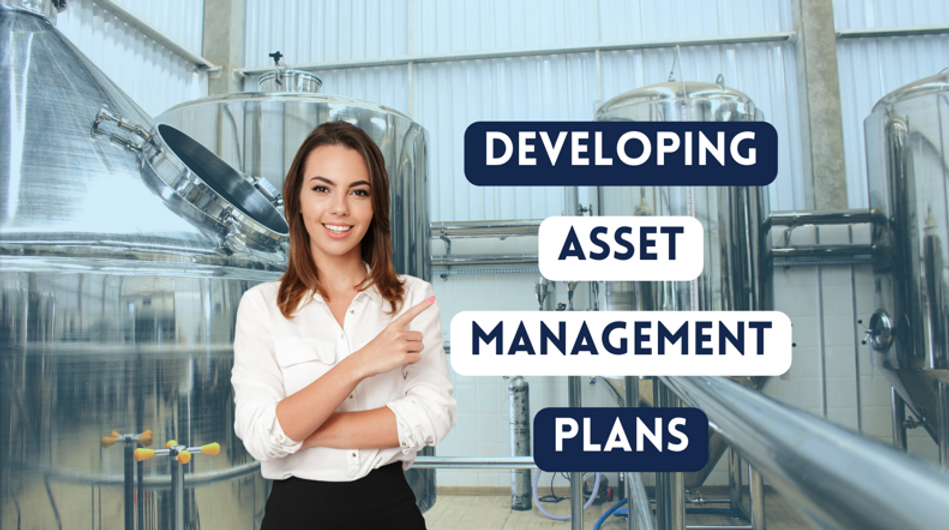 DEVELOPING
ASSET
MANAGEMENT
PLANS